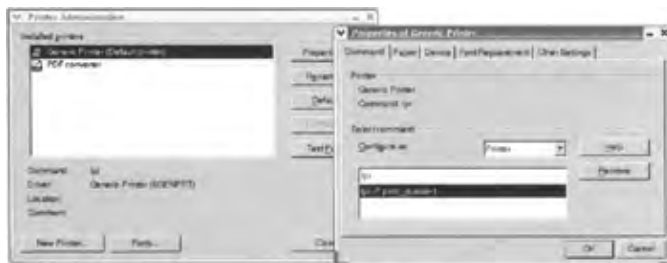 Printer Administration
Installed printers
Generic Printer (Default printer)
PDF converter
Command: lpr
Driver: Generic Printer (SGENPRT)
Location:
Comment:
New Printer...
Properties of Generic Printer
Command | Paper | Device | Font Replacement | Other Settings
Printer
Generic Printer
Command: lpr
Select command
Configure as
Printer
Help
lpr
Remove
OK
Cancel